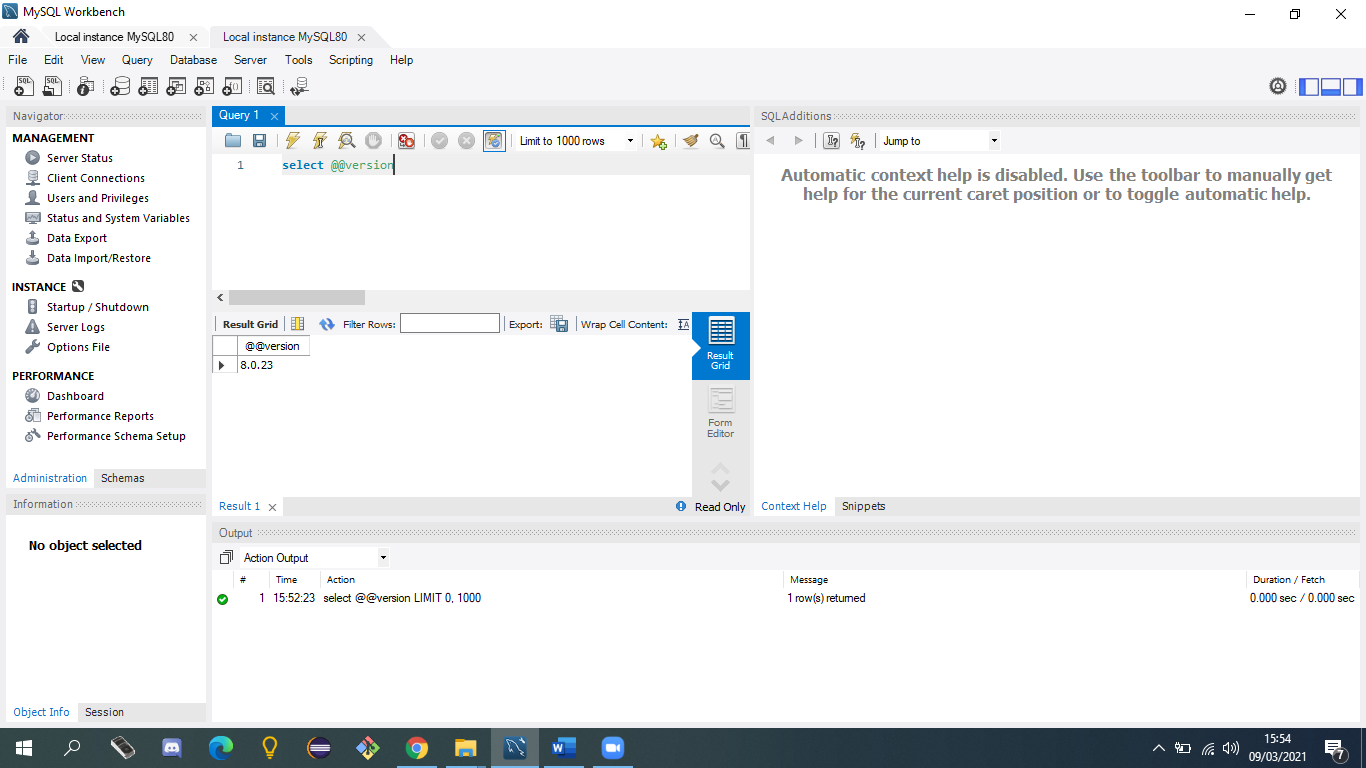 MySQL Workbench
Local instance MySQL80
Local instance MySQL80
File Edit View Query Database Server Tools Scripting Help
Navigator
MANAGEMENT
Server Status
Client Connections
Users and Privileges
Status and System Variables
Data Export
Data Import/Restore
INSTANCE
Startup / Shutdown
Server Logs
Options File
PERFORMANCE
Dashboard
Performance Reports
Performance Schema Setup
Administration Schemas
Information
No object selected
Object Info Session
Query 1
Limit to 1000 rows
1 select @@version
Result Grid Filter Rows: Export: Wrap Cell Content:
@@version
8.0.23
Result
Grid
Form
Editor
Result 1 Read Only
SQLAdditions
Jump to
Automatic context help is disabled. Use the toolbar to manually get
help for the current caret position or to toggle automatic help.
Context Help Snippets
Output
Action Output
# Time Action Message Duration / Fetch
1 15:52:23 select @@version LIMIT 0, 1000 1 row(s) returned 0.000 sec / 0.000 sec
15:54
09/03/2021
7